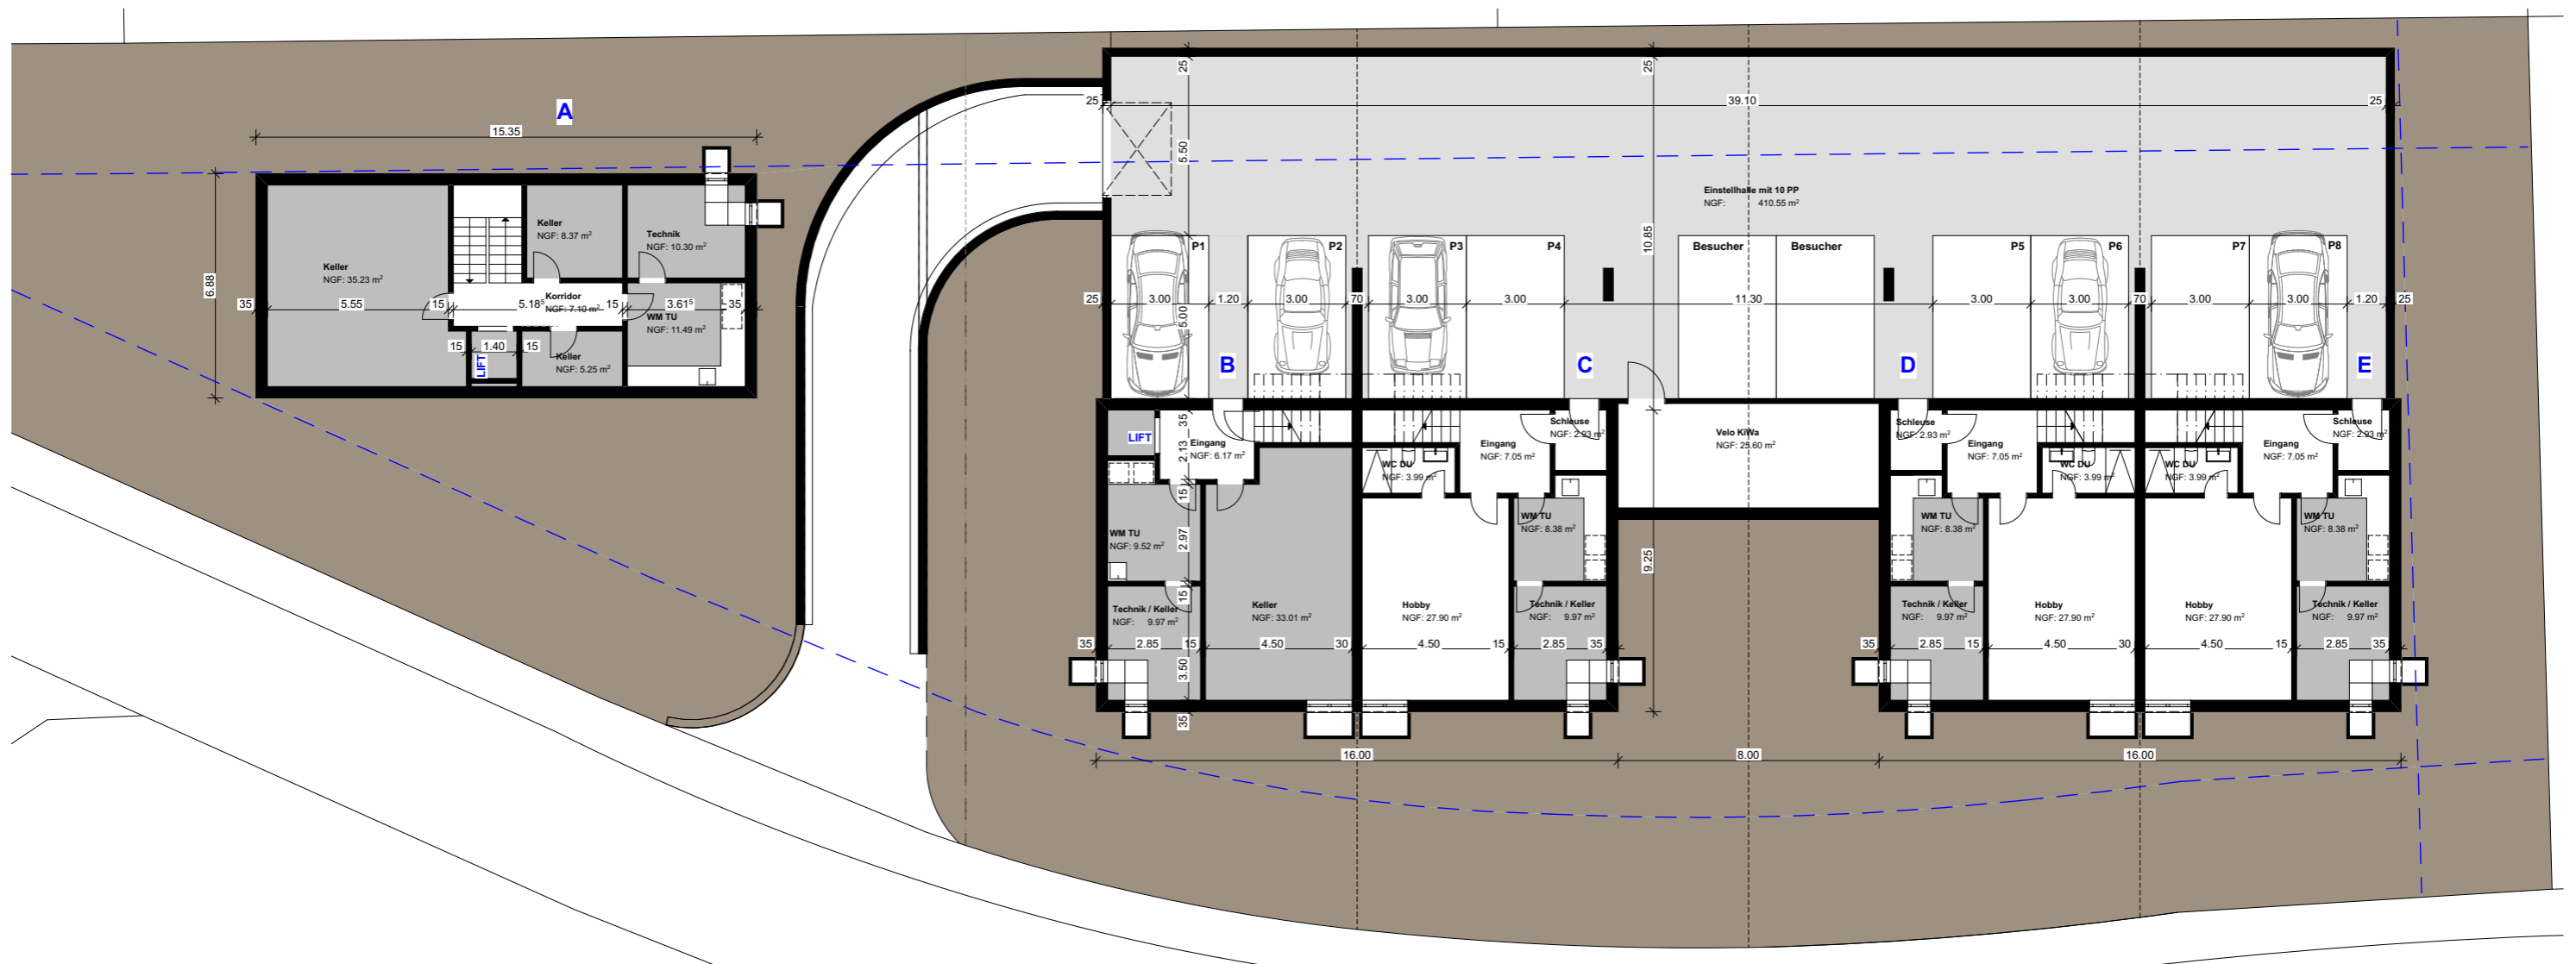 A
15.35
6.88
35
5.55
15
5.18⁵
15
3.61⁵
35
Keller
NGF: 35.23 m²
Keller
NGF: 8.37 m²
Technik
NGF: 10.30 m²
Korridor
NGF: 7.10 m²
WM TU
NGF: 11.49 m²
15
1.40
15
LIFT
Keller
NGF: 5.25 m²
25
25
25
39.10
25
5.50
Einstellhalle mit 10 PP
NGF: 410.55 m²
10.85
P1
P2
P3
P4
Besucher
Besucher
P5
P6
P7
P8
25
3.00
1.20
3.00
70
3.00
3.00
11.30
3.00
3.00
70
3.00
3.00
1.20
25
5.00
B
C
D
E
LIFT
35
2.13
Eingang
NGF: 6.17 m²
15
WM TU
NGF: 9.52 m²
2.97
15
Technik / Keller
NGF: 9.97 m²
Keller
NGF: 33.01 m²
35
2.85
15
4.50
30
3.50
35
WC DU
NGF: 3.99 m²
Eingang
NGF: 7.05 m²
Schleuse
NGF: 2.93 m²
WM TU
NGF: 8.38 m²
Hobby
NGF: 27.90 m²
Technik / Keller
NGF: 9.97 m²
4.50
15
2.85
35
Velo KiWa
NGF: 25.60 m²
9.25
Schleuse
NGF: 2.93 m²
Eingang
NGF: 7.05 m²
WC DU
NGF: 3.99 m²
WM TU
NGF: 8.38 m²
Technik / Keller
NGF: 9.97 m²
Hobby
NGF: 27.90 m²
35
2.85
15
4.50
30
WC DU
NGF: 3.99 m²
Eingang
NGF: 7.05 m²
Schleuse
NGF: 2.93 m²
WM TU
NGF: 8.38 m²
Hobby
NGF: 27.90 m²
Technik / Keller
NGF: 9.97 m²
4.50
15
2.85
35
16.00
8.00
16.00